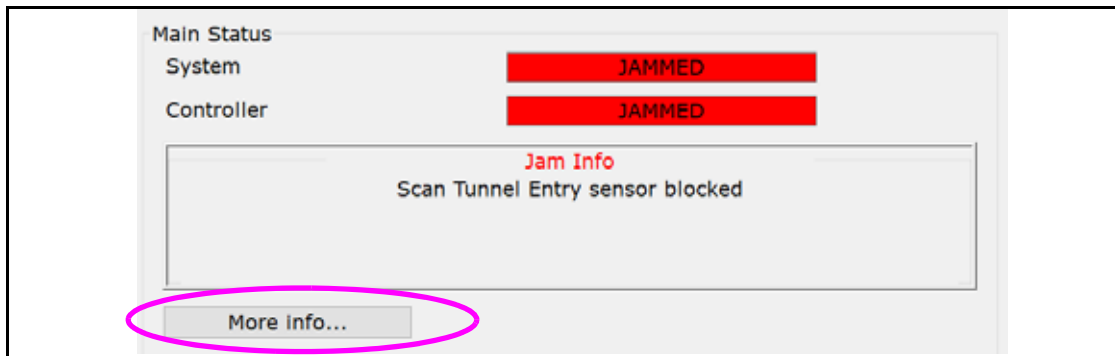 Main Status
System JAMMED
Controller JAMMED
Jam Info
Scan Tunnel Entry sensor blocked
More info...